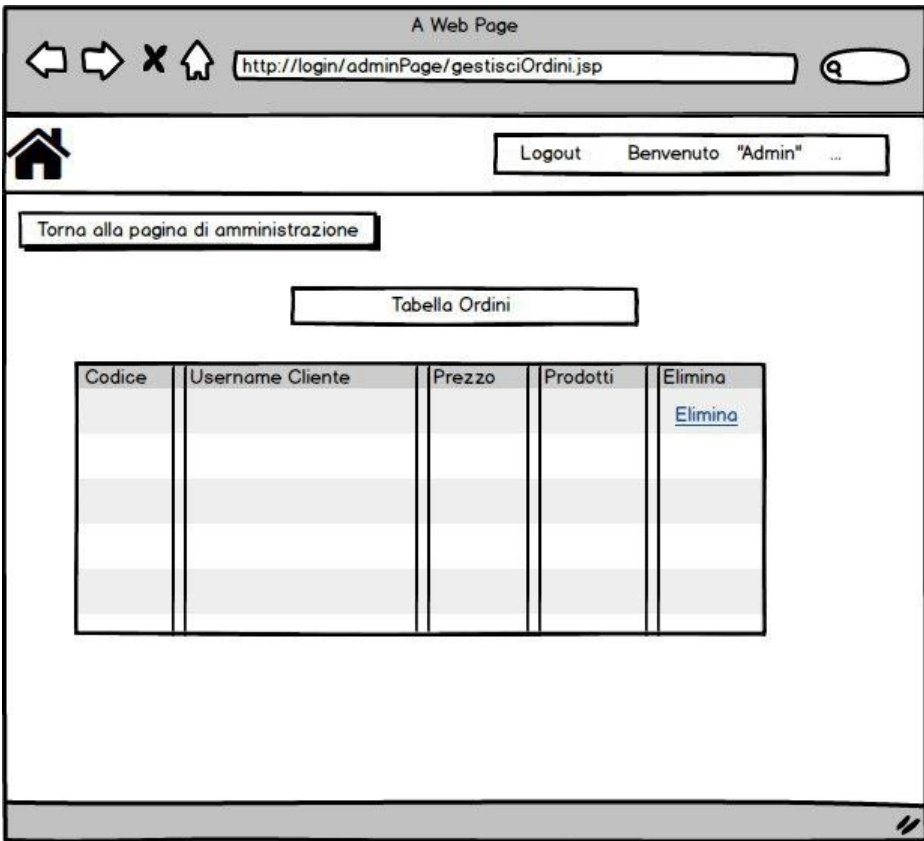 A Web Page
http://login/adminPage/gestisciOrdini.jsp
Logout Benvenuto "Admin" ...
Torna alla pagina di amministrazione
Tabella Ordini
Codice Username Cliente Prezzo Prodotti Elimina
Elimina